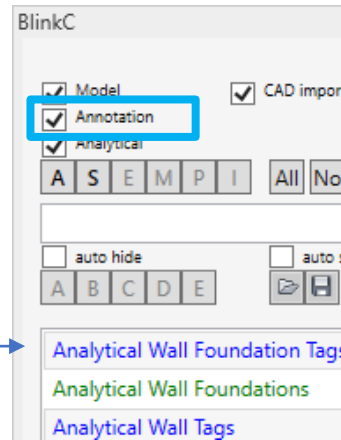 BlinkC
Model CAD impor
Annotation
Analytical
A S E M P I All No
auto hide auto s
A B C D E
Analytical Wall Foundation Tags
Analytical Wall Foundations
Analytical Wall Tags